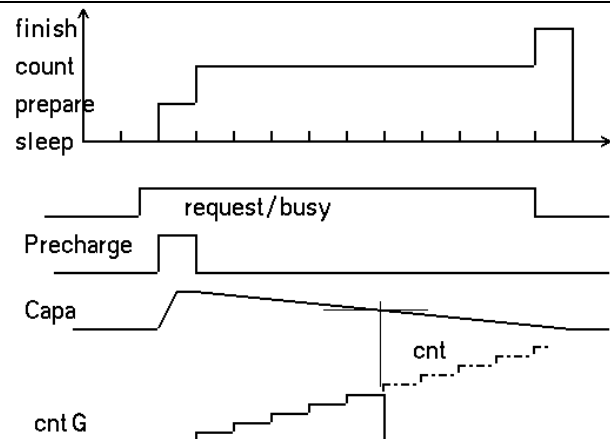 finish
count
prepare
sleep
request/busy
Precharge
Capa
cnt
cnt G